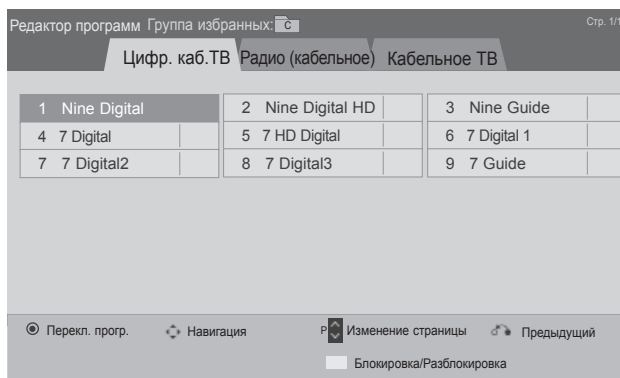 Редактор программ Группа избранных: C Стр. 1/1
Цифр. каб.ТВ Радио (кабельное) Кабельное ТВ
1 Nine Digital 2 Nine Digital HD 3 Nine Guide
4 7 Digital 5 7 HD Digital 6 7 Digital 1
7 7 Digital2 8 7 Digital3 9 7 Guide
Перекл. прогр. Навигация P Изменение страницы Предыдущий
Блокировка/Разблокировка